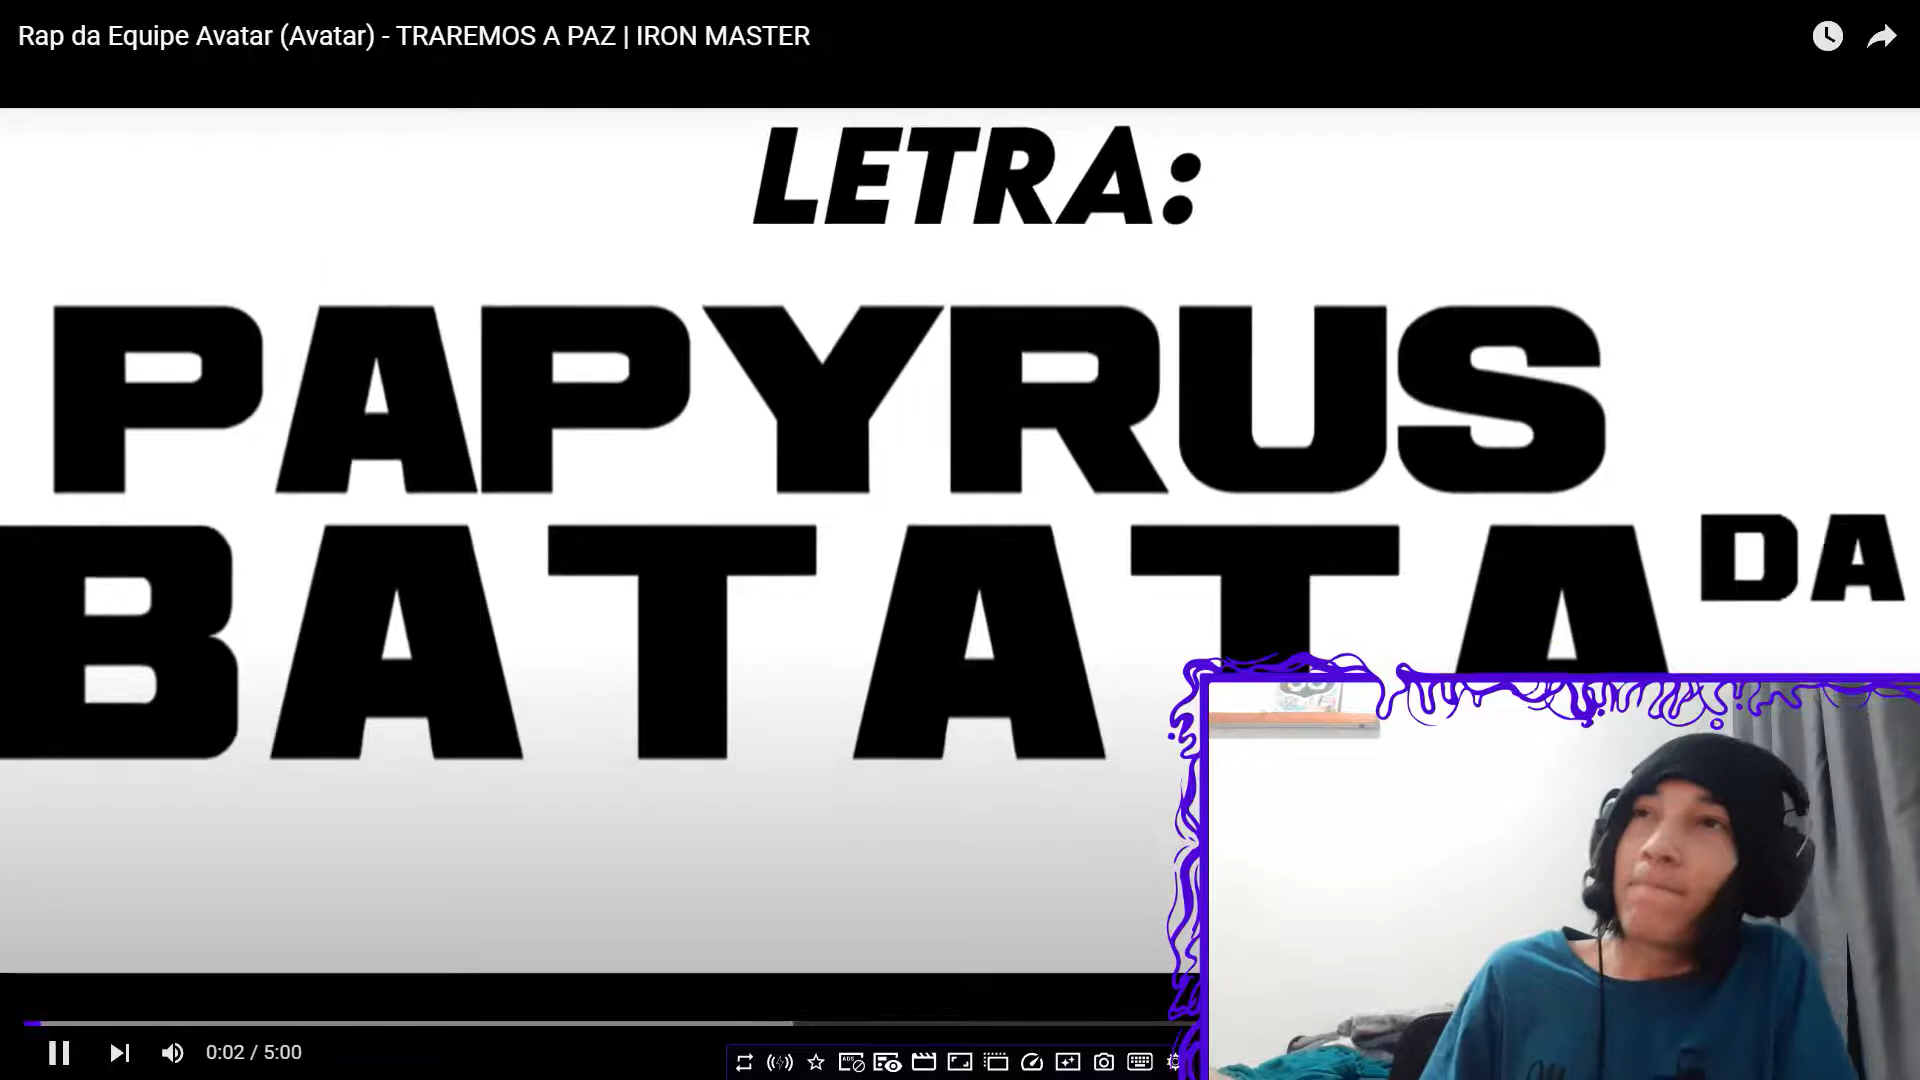 Rap da Equipe Avatar (Avatar) - TRAREMOS A PAZ | IRON MASTER
LETRA:
PAPYRUS
DA
BATATA
0:02 / 5:00